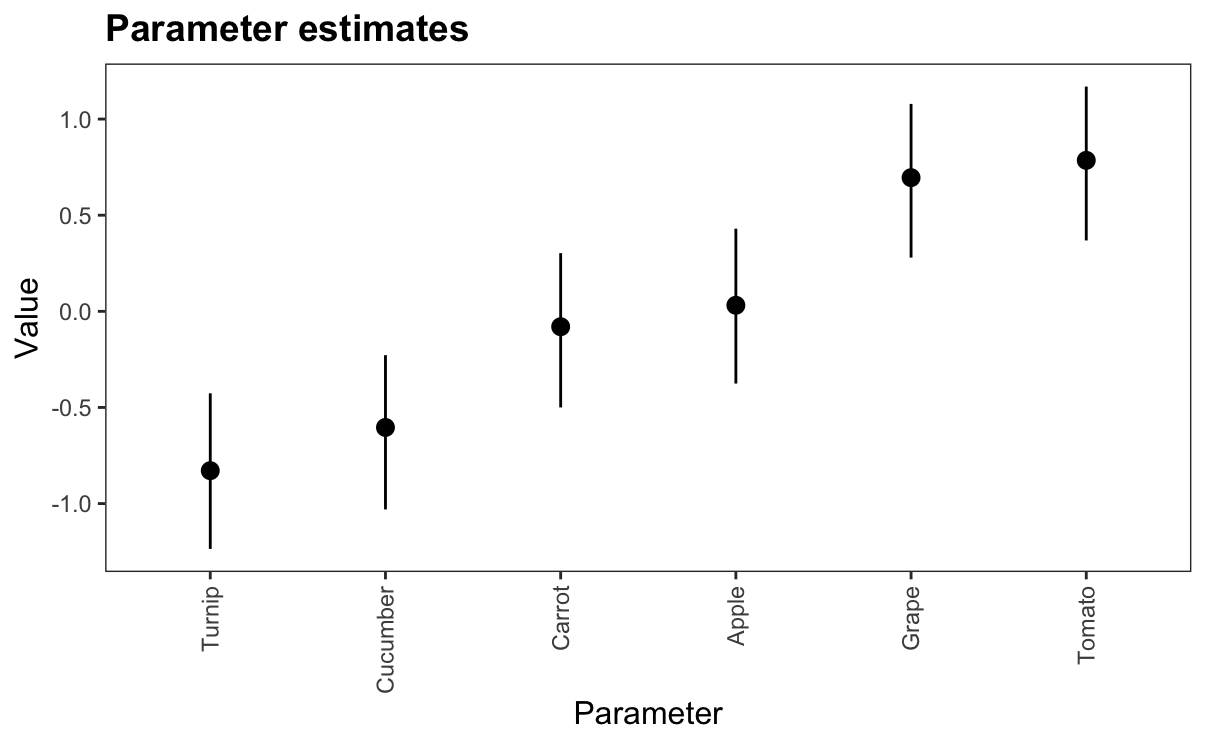 Parameter estimates
Value
1.0
0.5
0.0
-0.5
-1.0
Turnip
Cucumber
Carrot
Apple
Grape
Tomato
Parameter